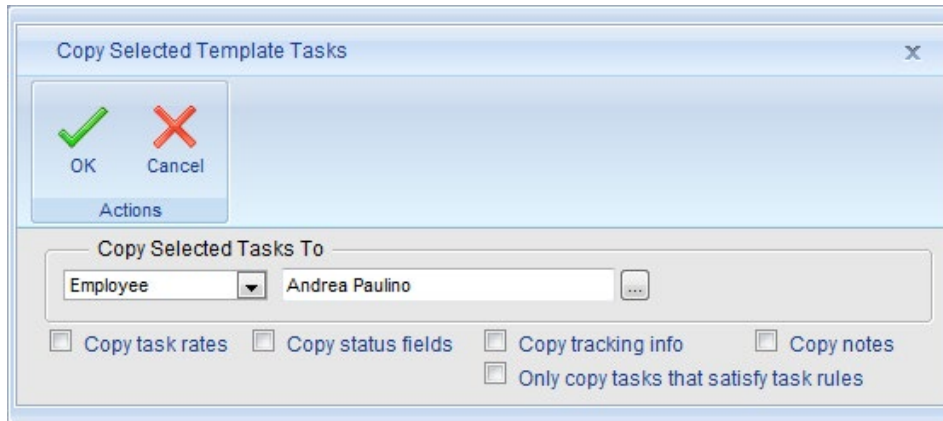 Copy Selected Template Tasks
x
OK Cancel
Actions
Copy Selected Tasks To
Employee Andrea Paulino ...
Copy task rates Copy status fields Copy tracking info Copy notes
Only copy tasks that satisfy task rules